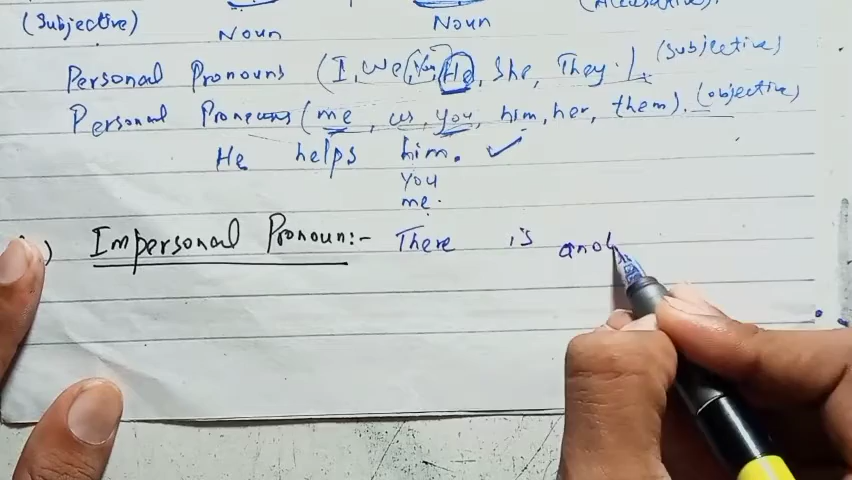 (Subjective)
Noun Noun
Personal Pronouns (I, We, You, He, She, They.). (Subjective)
Personal Pronouns (me, us, you, him, her, them). (objective)
He helps him. ✓
you
me.
) Impersonal Pronoun:- There is anot